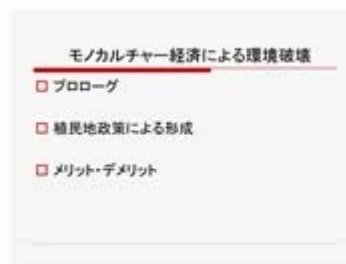 モノカルチャー経済による環境破壊
プロローグ
植民地政策による形成
メリット・デメリット